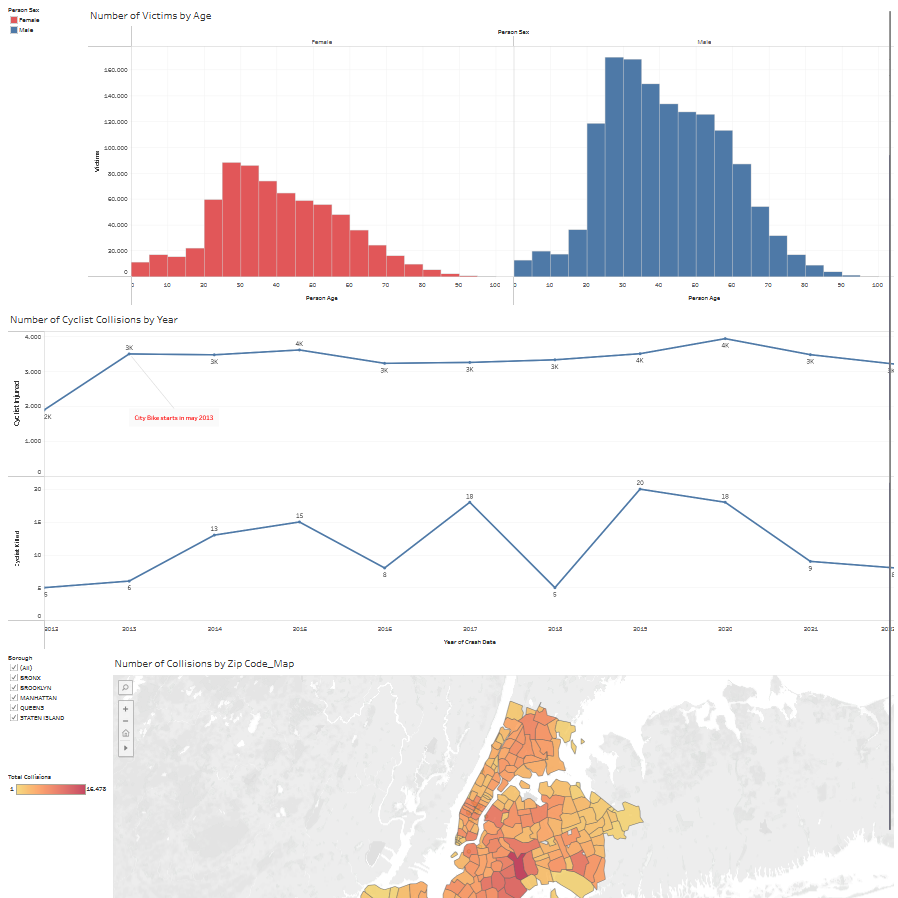 Person Sex
Female
Male
Number of Victims by Age
Person Sex
Female
Male
Victims
160,000
140,000
120,000
100,000
80,000
60,000
40,000
20,000
0
0 10 20 30 40 50 60 70 80 90 100
0 10 20 30 40 50 60 70 80 90 100
Person Age
Person Age
Number of Cyclist Collisions by Year
Cyclist Injured
4,000
3,000
2,000
1,000
0
2K 3K 3K 4K 3K 3K 3K 4K 4K 3K
City Bike starts in may 2013
Cyclist Killed
20
15
10
5
0
5 6 13 15 8 18 5 20 18 9
2012 2013 2014 2015 2016 2017 2018 2019 2020 2021
Year of Crash Date
Borough
(All)
BRONX
BROOKLYN
MANHATTAN
QUEENS
STATEN ISLAND
Number of Collisions by Zip Code_Map
Total Collisions
1